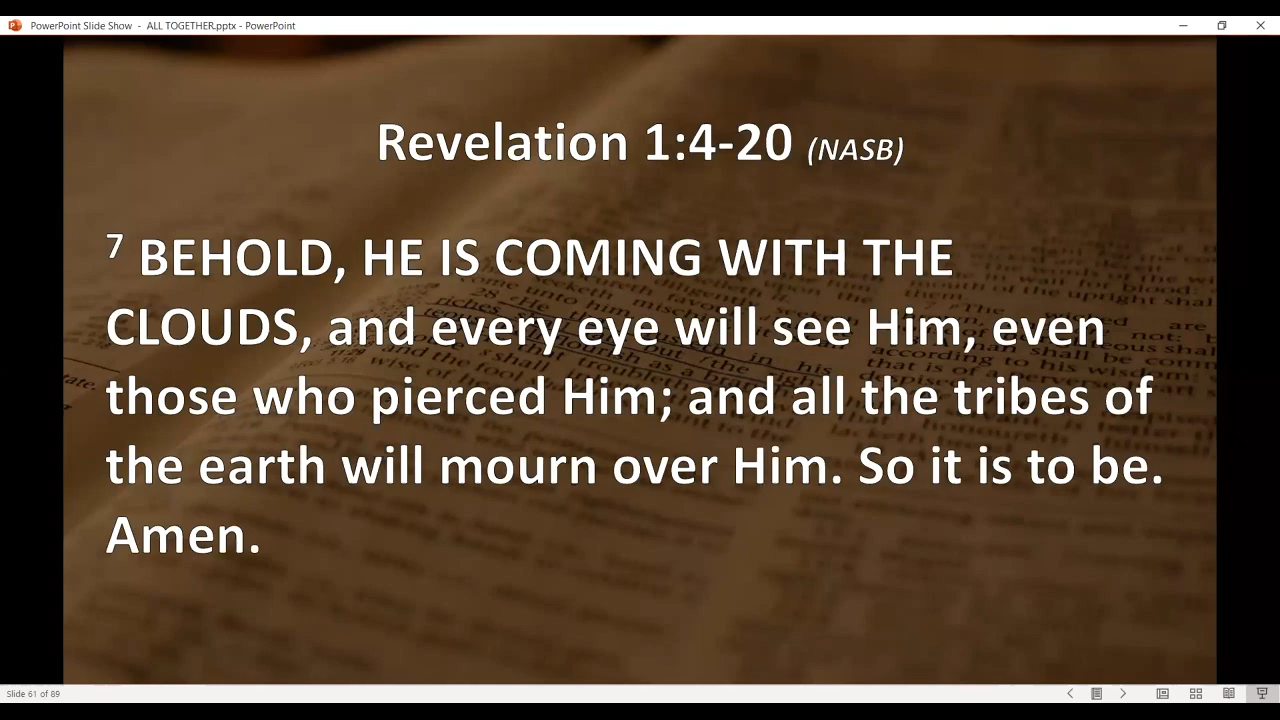 PowerPoint Slide Show - ALL TOGETHER.pptx - PowerPoint
Revelation 1:4-20 (NASB)
7 BEHOLD, HE IS COMING WITH THE
CLOUDS, and every eye will see Him, even
those who pierced Him; and all the tribes of
the earth will mourn over Him. So it is to be.
Amen.
Slide 61 of 89